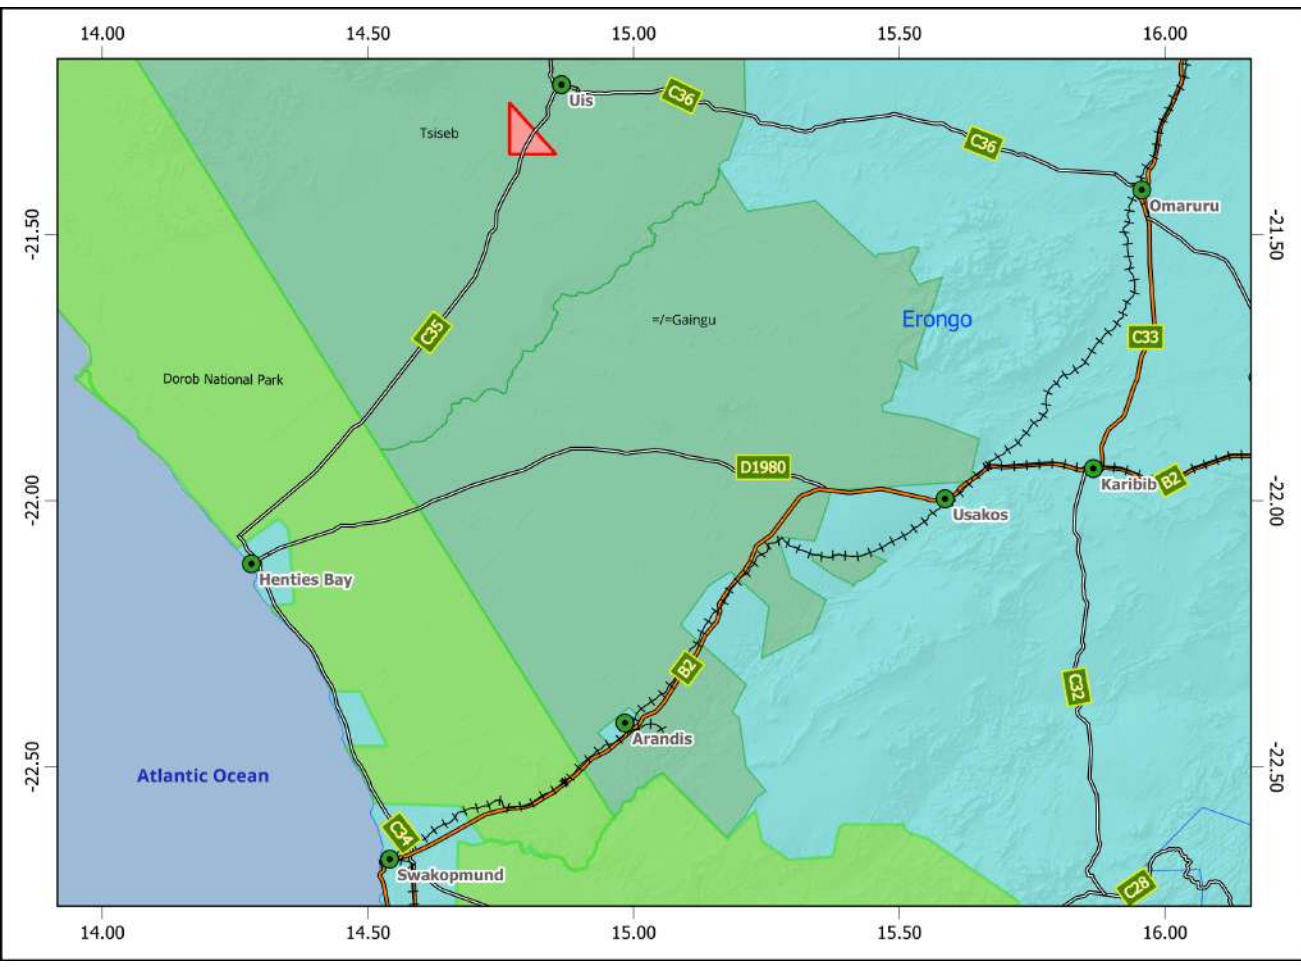 14.00
14.50
15.00
15.50
16.00
Uis
C36
Tsiseb
C36
Omaruru
-21.50
-21.50
=/=Gaingu
Erongo
C35
C33
Dorob National Park
D1980
Karibib
B2
-22.00
-22.00
Usakos
Henties Bay
B2
C32
Arandis
-22.50
-22.50
Atlantic Ocean
C34
Swakopmund
C28
14.00
14.50
15.00
15.50
16.00